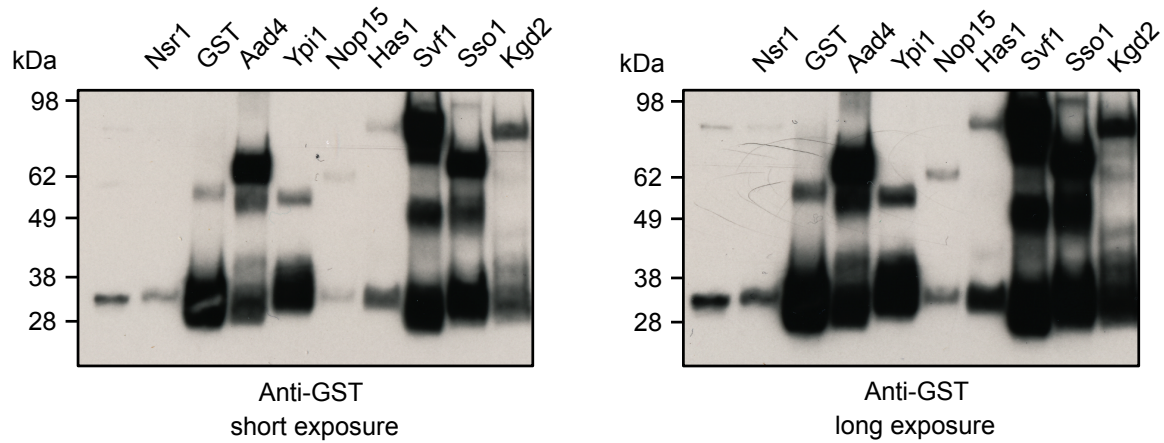 Nsr1 GST Aad4 Ypi1 Nop15 Has1 Svf1 Sso1 Kgd2
kDa
98
62
49
38
28
Anti-GST
short exposure
Nsr1 GST Aad4 Ypi1 Nop15 Has1 Svf1 Sso1 Kgd2
kDa
98
62
49
38
28
Anti-GST
long exposure